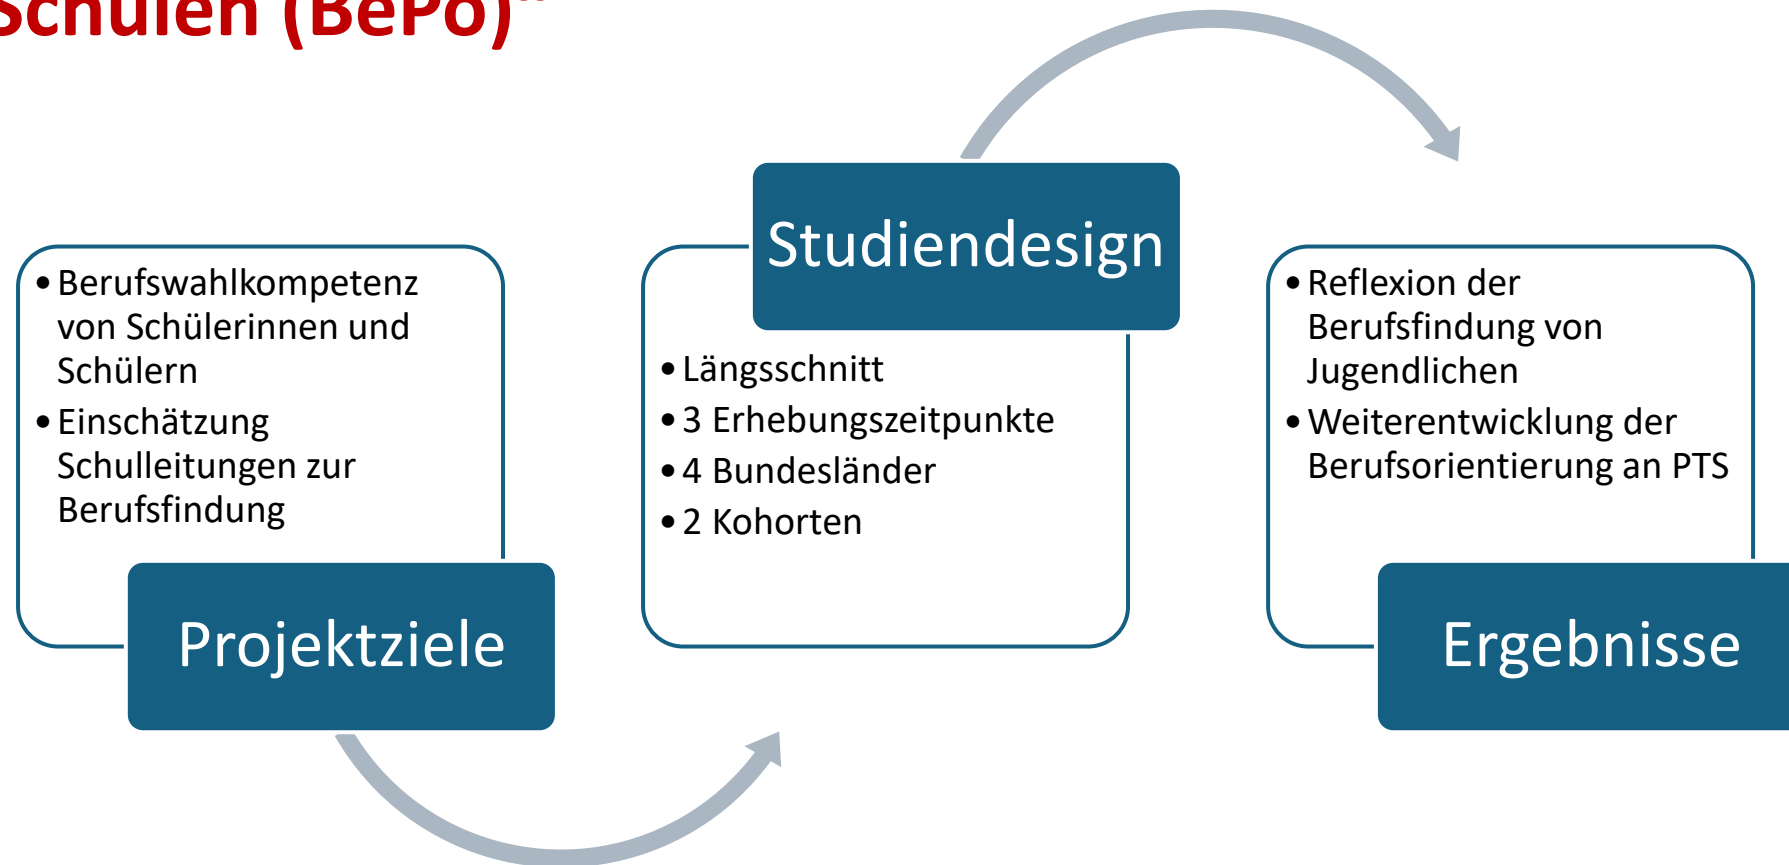 Schulen (BePo)“
• Berufswahlkompetenz
von Schülerinnen und
Schülern
• Einschätzung
Schulleitungen zur
Berufsfindung
Projektziele
Studiendesign
• Längsschnitt
• 3 Erhebungszeitpunkte
• 4 Bundesländer
• 2 Kohorten
• Reflexion der
Berufsfindung von
Jugendlichen
• Weiterentwicklung der
Berufsorientierung an PTS
Ergebnisse